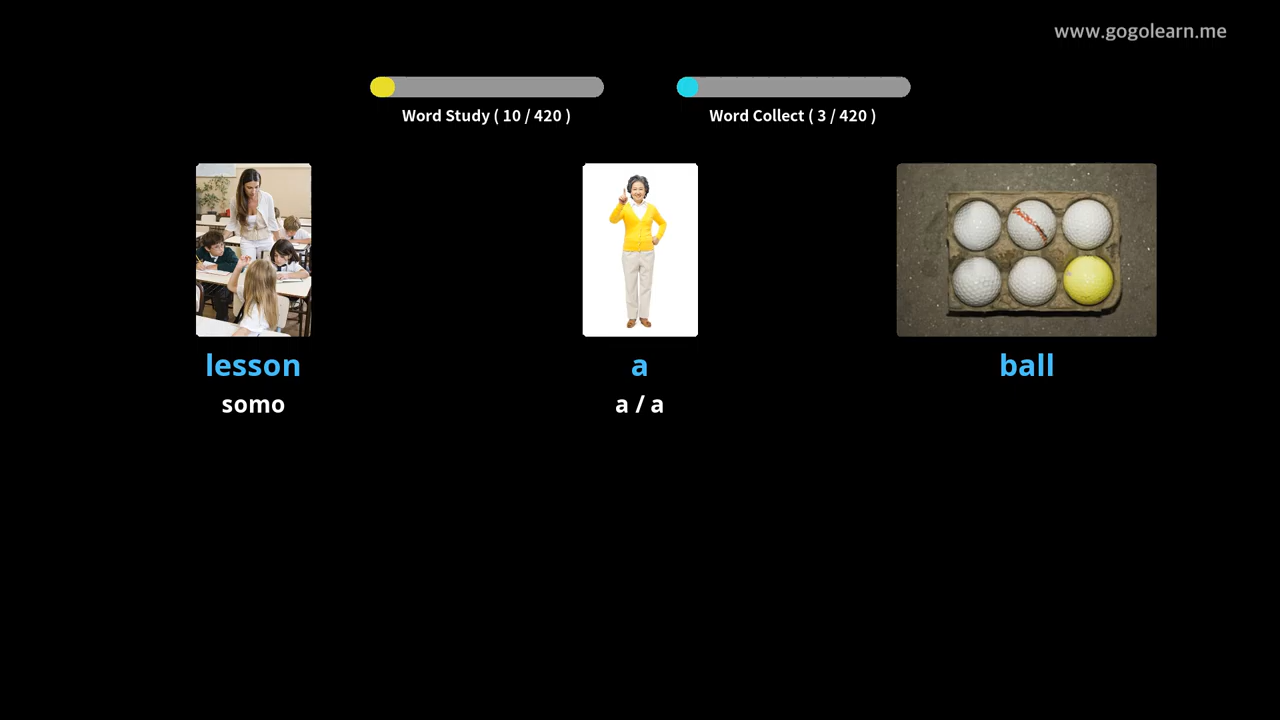 www.gogolearn.me
Word Study ( 10 / 420 )
Word Collect ( 3 / 420 )
lesson
somo
a
a / a
ball